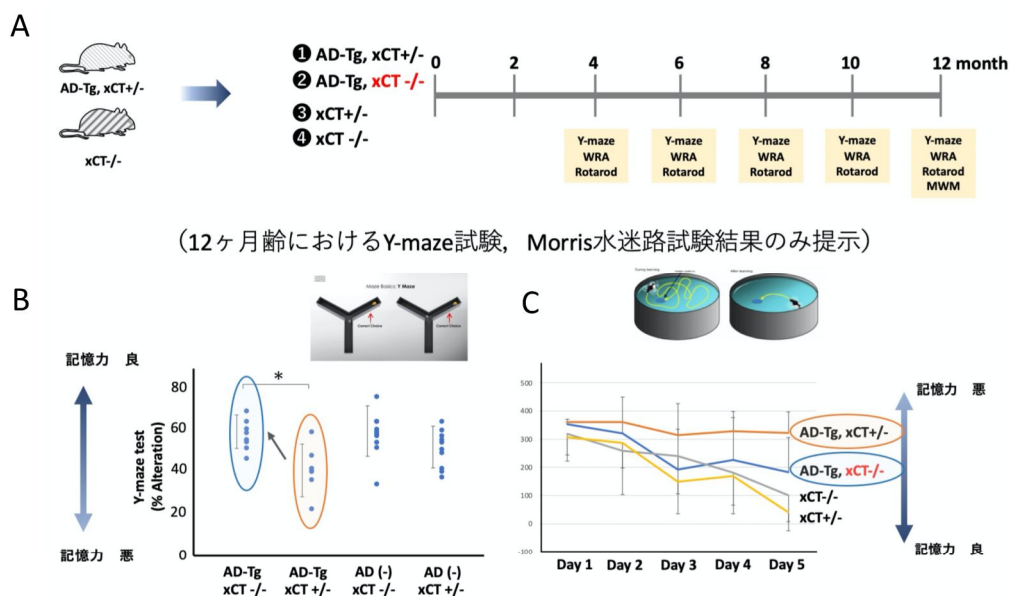 A
AD-Tg, xCT+/-
xCT-/-
❶ AD-Tg, xCT+/-
❷ AD-Tg, xCT -/-
❸ xCT+/-
❹ xCT -/-
0 2 4 6 8 10 12 month
Y-maze
WRA
Rotarod
Y-maze
WRA
Rotarod
Y-maze
WRA
Rotarod
Y-maze
WRA
Rotarod
Y-maze
WRA
Rotarod
MWM
(12ヶ月齢におけるY-maze試験, Morris水迷路試験結果のみ提示)
B
Maze Basics: Y Maze
Correct Choice
Correct Choice
記憶力 良
記憶力 悪
Y-maze test
(% Alteration)
80
60
40
20
0
*
AD-Tg
xCT -/-
AD-Tg
xCT +/-
AD (-)
xCT -/-
AD (-)
xCT +/-
C
During learning
After learning
500
400
300
200
100
0
-100
Day 1 Day 2 Day 3 Day 4 Day 5
AD-Tg, xCT+/-
AD-Tg, xCT-/-
xCT-/-
xCT+/-
記憶力 悪
記憶力 良